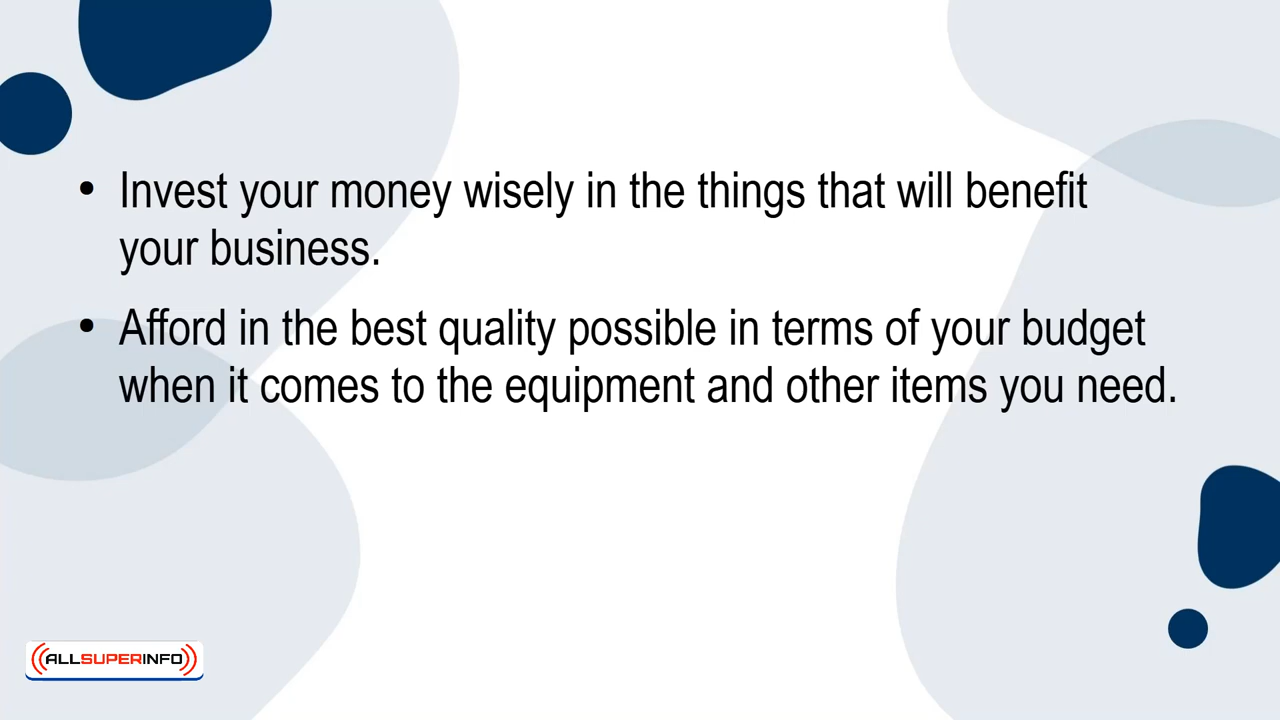 • Invest your money wisely in the things that will benefit
your business.
• Afford in the best quality possible in terms of your budget
when it comes to the equipment and other items you need.
ALLSUPERINFO